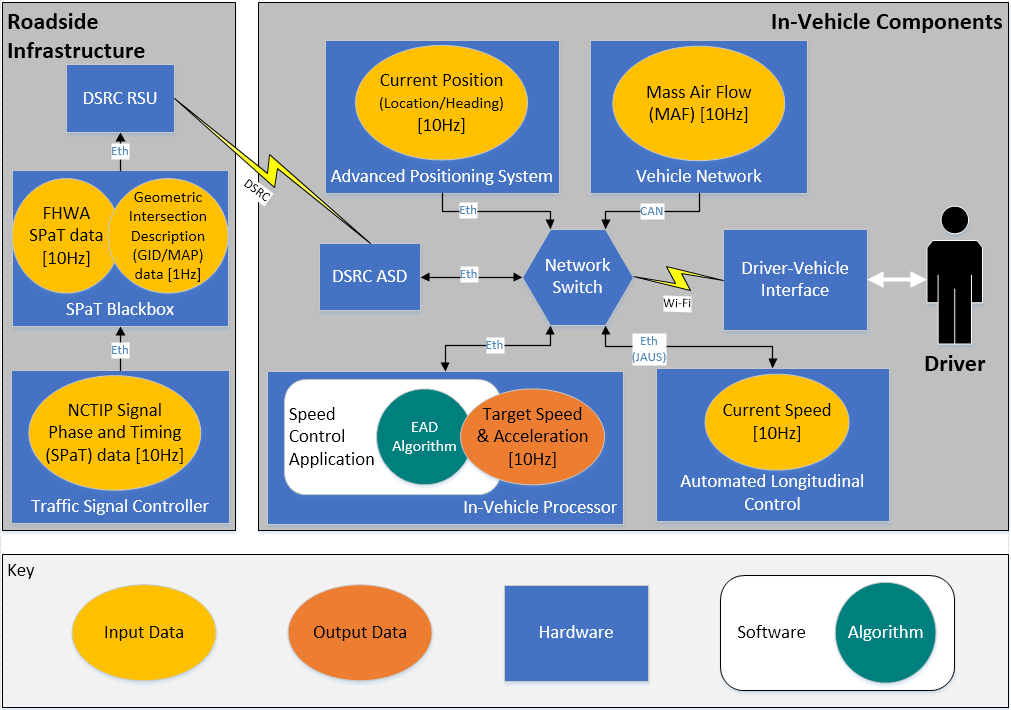 Roadside
Infrastructure
DSRC RSU
Eth
FHWA
SPaT data
[10Hz]
Geometric
Intersection
Description
(GID/MAP)
data [1Hz]
SPaT Blackbox
Eth
NCTIP Signal
Phase and Timing
(SPaT) data [10Hz]
Traffic Signal Controller
DSRC
In-Vehicle Components
Current Position
(Location/Heading)
[10Hz]
Advanced Positioning System
Mass Air Flow
(MAF) [10Hz]
Vehicle Network
Eth
CAN
DSRC ASD
Eth
Network
Switch
Wi-Fi
Driver-Vehicle
Interface
Driver
Eth
Eth
(JAUS)
Speed
Control
Application
EAD
Algorithm
Target Speed
& Acceleration
[10Hz]
In-Vehicle Processor
Current Speed
[10Hz]
Automated Longitudinal
Control
Key
Input Data
Output Data
Hardware
Software
Algorithm